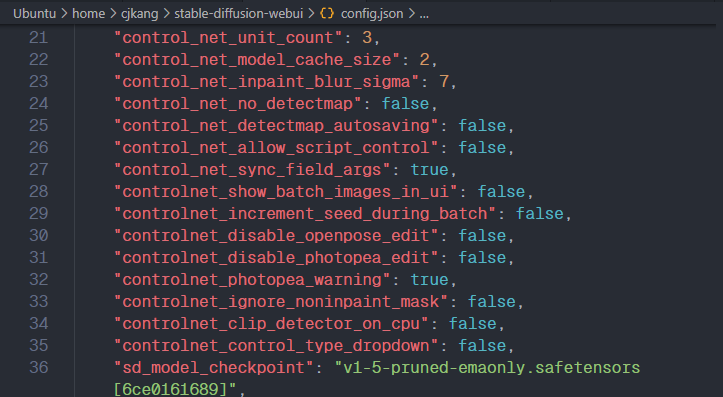 Ubuntu > home > cjkang > stable-diffusion-webui > {} config.json > ...
21 "control_net_unit_count": 3,
22 "control_net_model_cache_size": 2,
23 "control_net_inpaint_blur_sigma": 7,
24 "control_net_no_detectmap": false,
25 "control_net_detectmap_autosaving": false,
26 "control_net_allow_script_control": false,
27 "control_net_sync_field_args": true,
28 "controlnet_show_batch_images_in_ui": false,
29 "controlnet_increment_seed_during_batch": false,
30 "controlnet_disable_openpose_edit": false,
31 "controlnet_disable_photopea_edit": false,
32 "controlnet_photopea_warning": true,
33 "controlnet_ignore_noninpaint_mask": false,
34 "controlnet_clip_detector_on_cpu": false,
35 "controlnet_control_type_dropdown": false,
36 "sd_model_checkpoint": "v1-5-pruned-emaonly.safetensors
[6ce0161689]",